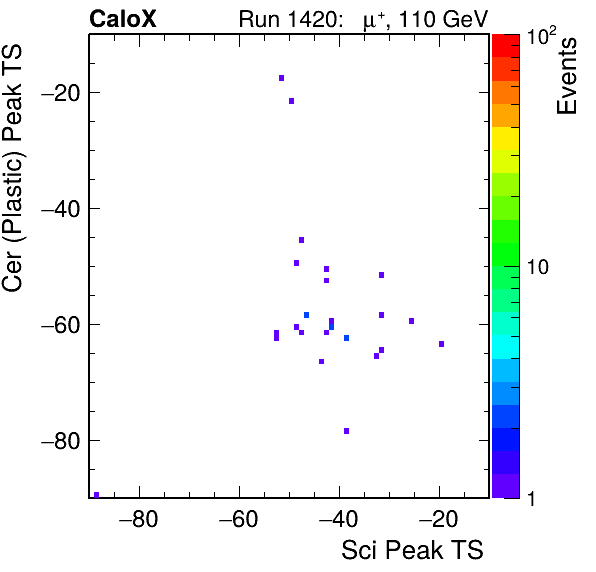 CaloX Run 1420: μ⁺, 110 GeV
Cer (Plastic) Peak TS
−20
−40
−60
−80
−80 −60 −40 −20
Sci Peak TS
10²
10
1
Events